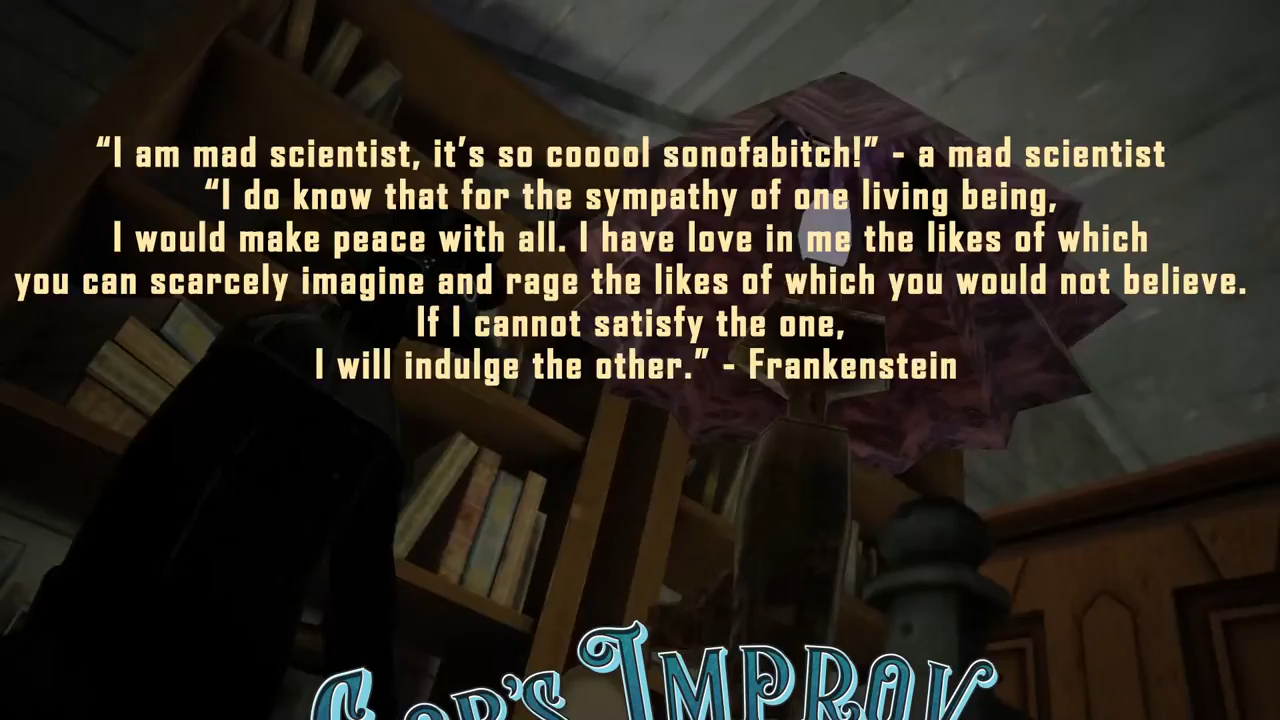 “I am mad scientist, it’s so cooool sonofabitch!” - a mad scientist
“I do know that for the sympathy of one living being,
I would make peace with all. I have love in me the likes of which
you can scarcely imagine and rage the likes of which you would not believe.
If I cannot satisfy the one,
I will indulge the other.” - Frankenstein
IMPROV